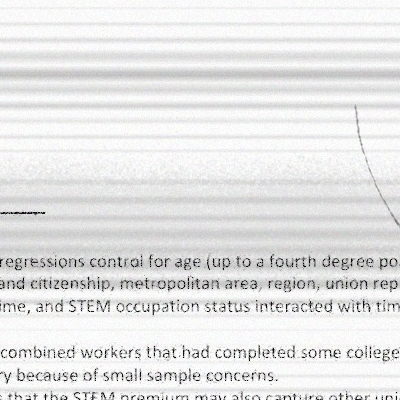 regressions control for age (up to a fourth degree po
and citizenship, metropolitan area, region, union rep
ime, and STEM occupation status interacted with tim
combined workers that had completed some college
ry because of small sample concerns.
s that the STEM premium may also capture other uni